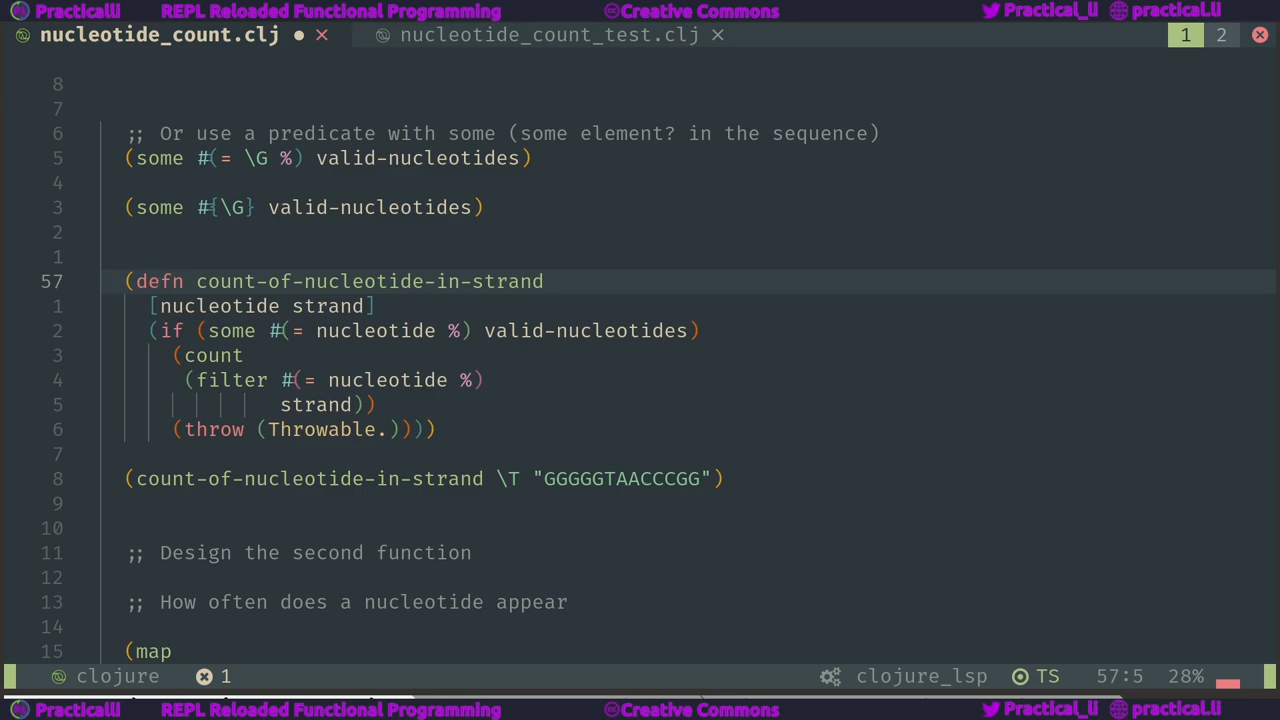 Practicalli REPL Reloaded Functional Programming Creative Commons Practical_li practical.li
nucleotide_count.clj nucleotide_count_test.clj 1 2
8
7
6 ;; Or use a predicate with some (some element? in the sequence)
5 (some #(= \G %) valid-nucleotides)
4
3 (some #{\G} valid-nucleotides)
2
1
57 (defn count-of-nucleotide-in-strand
1 [nucleotide strand]
2 (if (some #(= nucleotide %) valid-nucleotides)
3 (count
4 (filter #(= nucleotide %)
5 strand))
6 (throw (Throwable.))))
7
8 (count-of-nucleotide-in-strand \T "GGGGGTAACCCGG")
9
10
11 ;; Design the second function
12
13 ;; How often does a nucleotide appear
14
15 (map
clojure 1 clojure_lsp TS 57:5 28%
Practicalli REPL Reloaded Functional Programming Creative Commons Practical_li practical.li